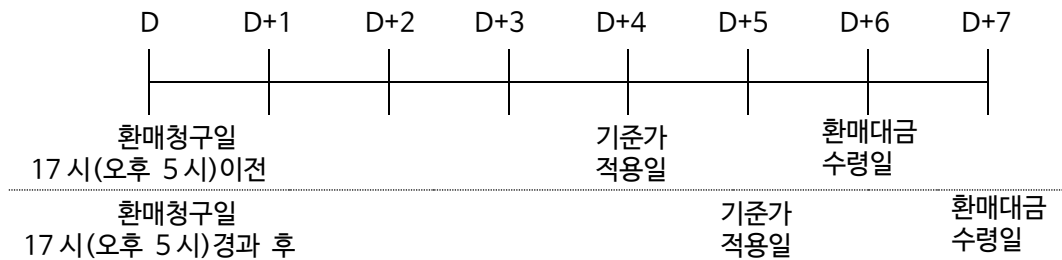 D D+1 D+2 D+3 D+4 D+5 D+6 D+7
환매청구일 기준가 환매대금
17시(오후 5시)이전 적용일 수령일
환매청구일 기준가 환매대금
17시(오후 5시)경과 후 적용일 수령일